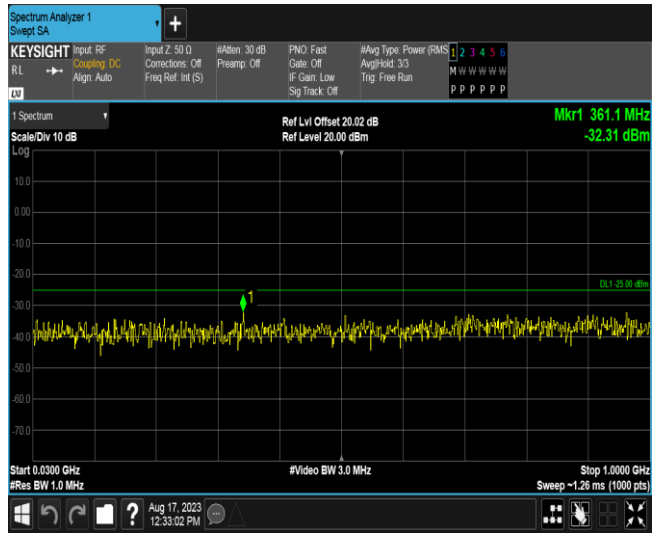 Spectrum Analyzer 1
Swept SA
+
KEYSIGHT
RL
LXI
Input: RF
Coupling: DC
Align: Auto
Input Z: 50 Ω
Corrections: Off
Freq Ref: Int (S)
#Atten: 30 dB
Preamp: Off
PNO: Fast
Gate: Off
IF Gain: Low
Sig Track: Off
#Avg Type: Power (RMS
Avg|Hold: 3/3
Trig: Free Run
1 2 3 4 5 6
M W W W W W
P P P P P P
1 Spectrum
Scale/Div 10 dB
Log
Ref Lvl Offset 20.02 dB
Ref Level 20.00 dBm
Mkr1 361.1 MHz
-32.31 dBm
10.0
0.00
-10.0
-20.0
DL1 -25.00 dBm
1
-30.0
-40.0
-50.0
-60.0
-70.0
Start 0.0300 GHz
#Res BW 1.0 MHz
#Video BW 3.0 MHz
Stop 1.0000 GHz
Sweep ~1.26 ms (1000 pts)
?
Aug 17, 2023
12:33:02 PM